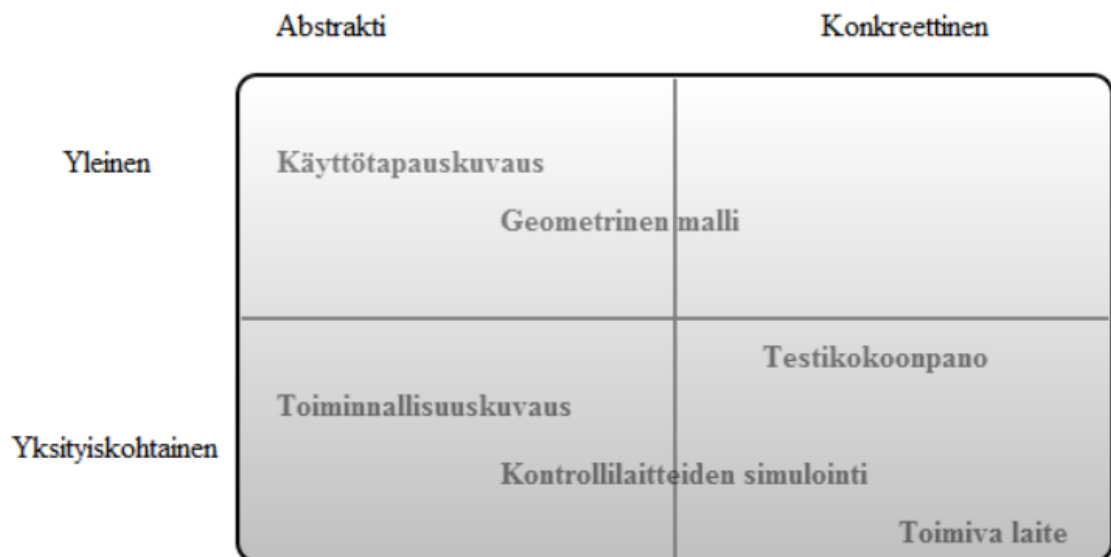 Abstrakti
Konkreettinen
Yleinen
Käyttötapauskuvaus
Geometrinen malli
Testikokoonpano
Toiminnallisuuskuvaus
Yksityiskohtainen
Kontrollilaitteiden simulointi
Toimiva laite